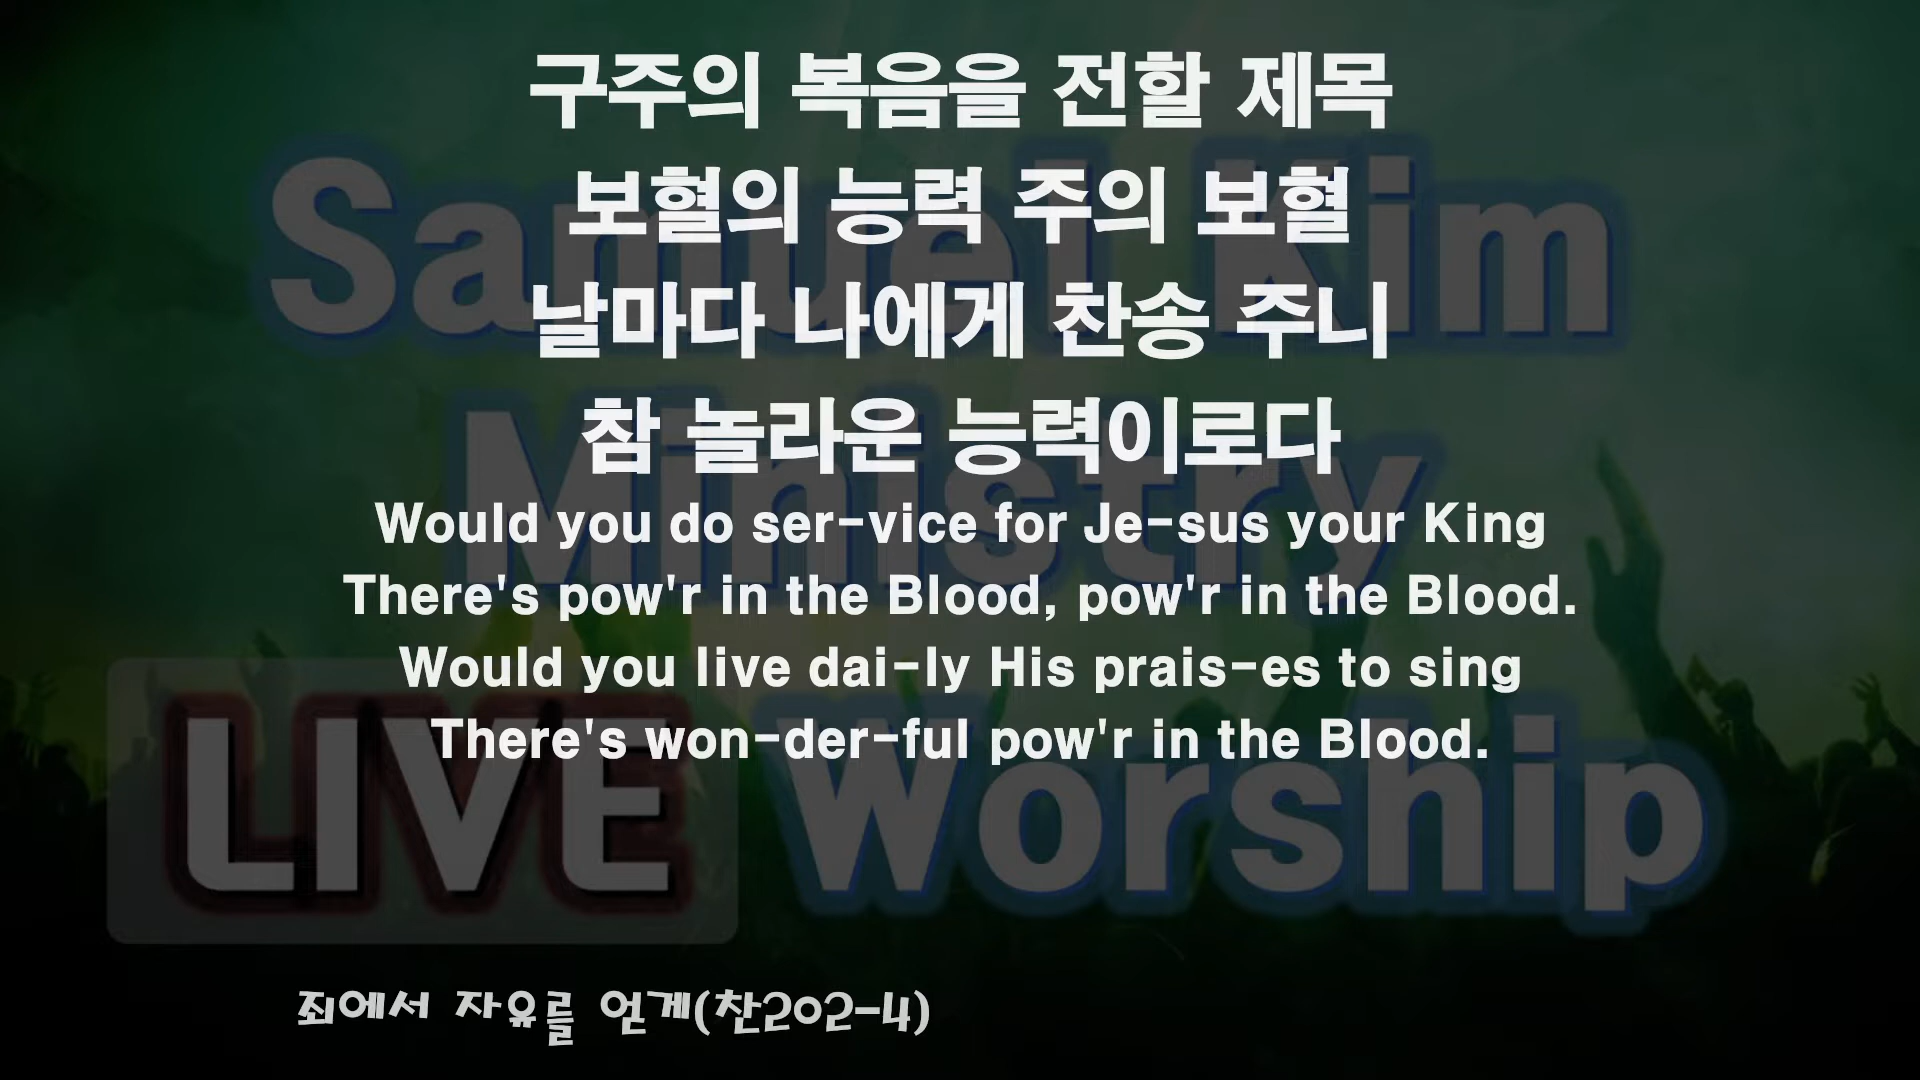 구주의 복음을 전할 제목
보혈의 능력 주의 보혈
날마다 나에게 찬송 주니
참 놀라운 능력이로다
Would you do ser-vice for Je-sus your King
There's pow'r in the Blood, pow'r in the Blood.
Would you live dai-ly His prais-es to sing
There's won-der-ful pow'r in the Blood.
Samuel Kim
Ministry
LIVE Worship
죄에서 자유를 얻게(찬202-4)